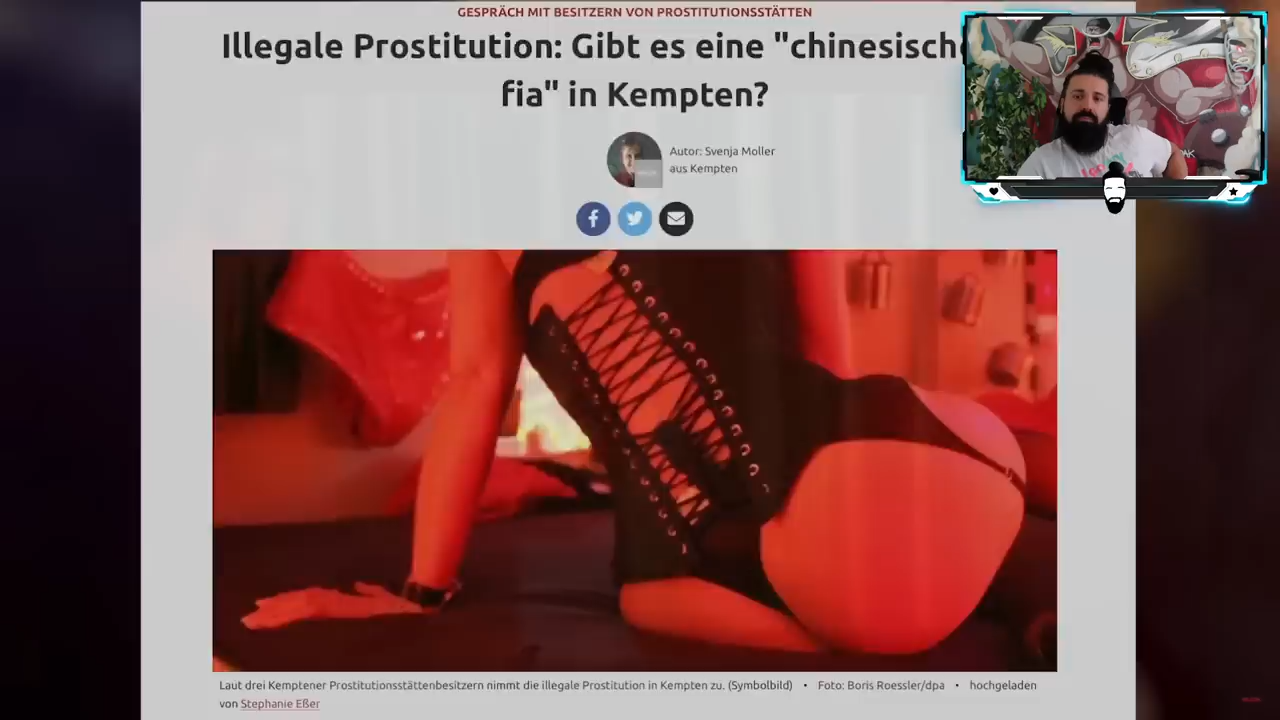 GESPRÄCH MIT BESITZERN VON PROSTITUTIONSSTÄTTEN
Illegale Prostitution: Gibt es eine "chinesische
fia" in Kempten?
Autor: Svenja Moller
aus Kempten
Laut drei Kemptener Prostitutionsstättenbesitzern nimmt die illegale Prostitution in Kempten zu. (Symbolbild) • Foto: Boris Roessler/dpa • hochgeladen
von Stephanie Eßer